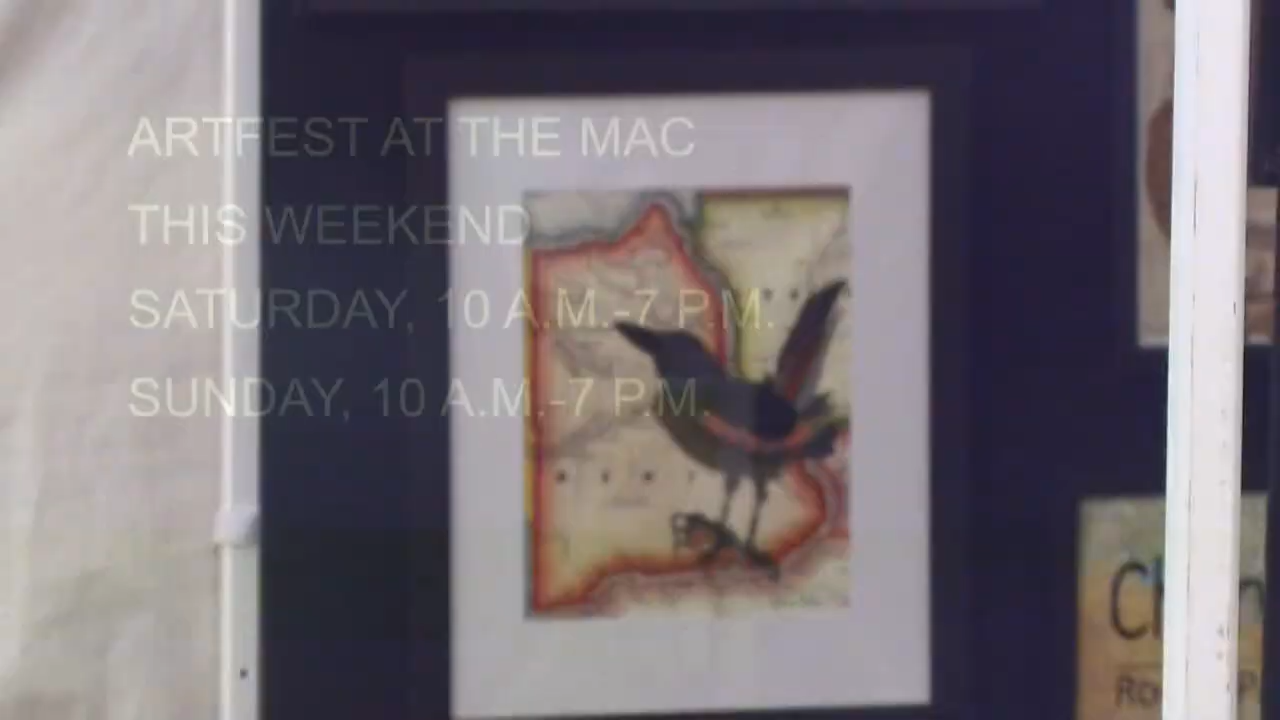 ARTFEST AT THE MAC
THIS WEEKEND
SATURDAY, 10 A.M.-7 P.M.
SUNDAY, 10 A.M.-7 P.M.